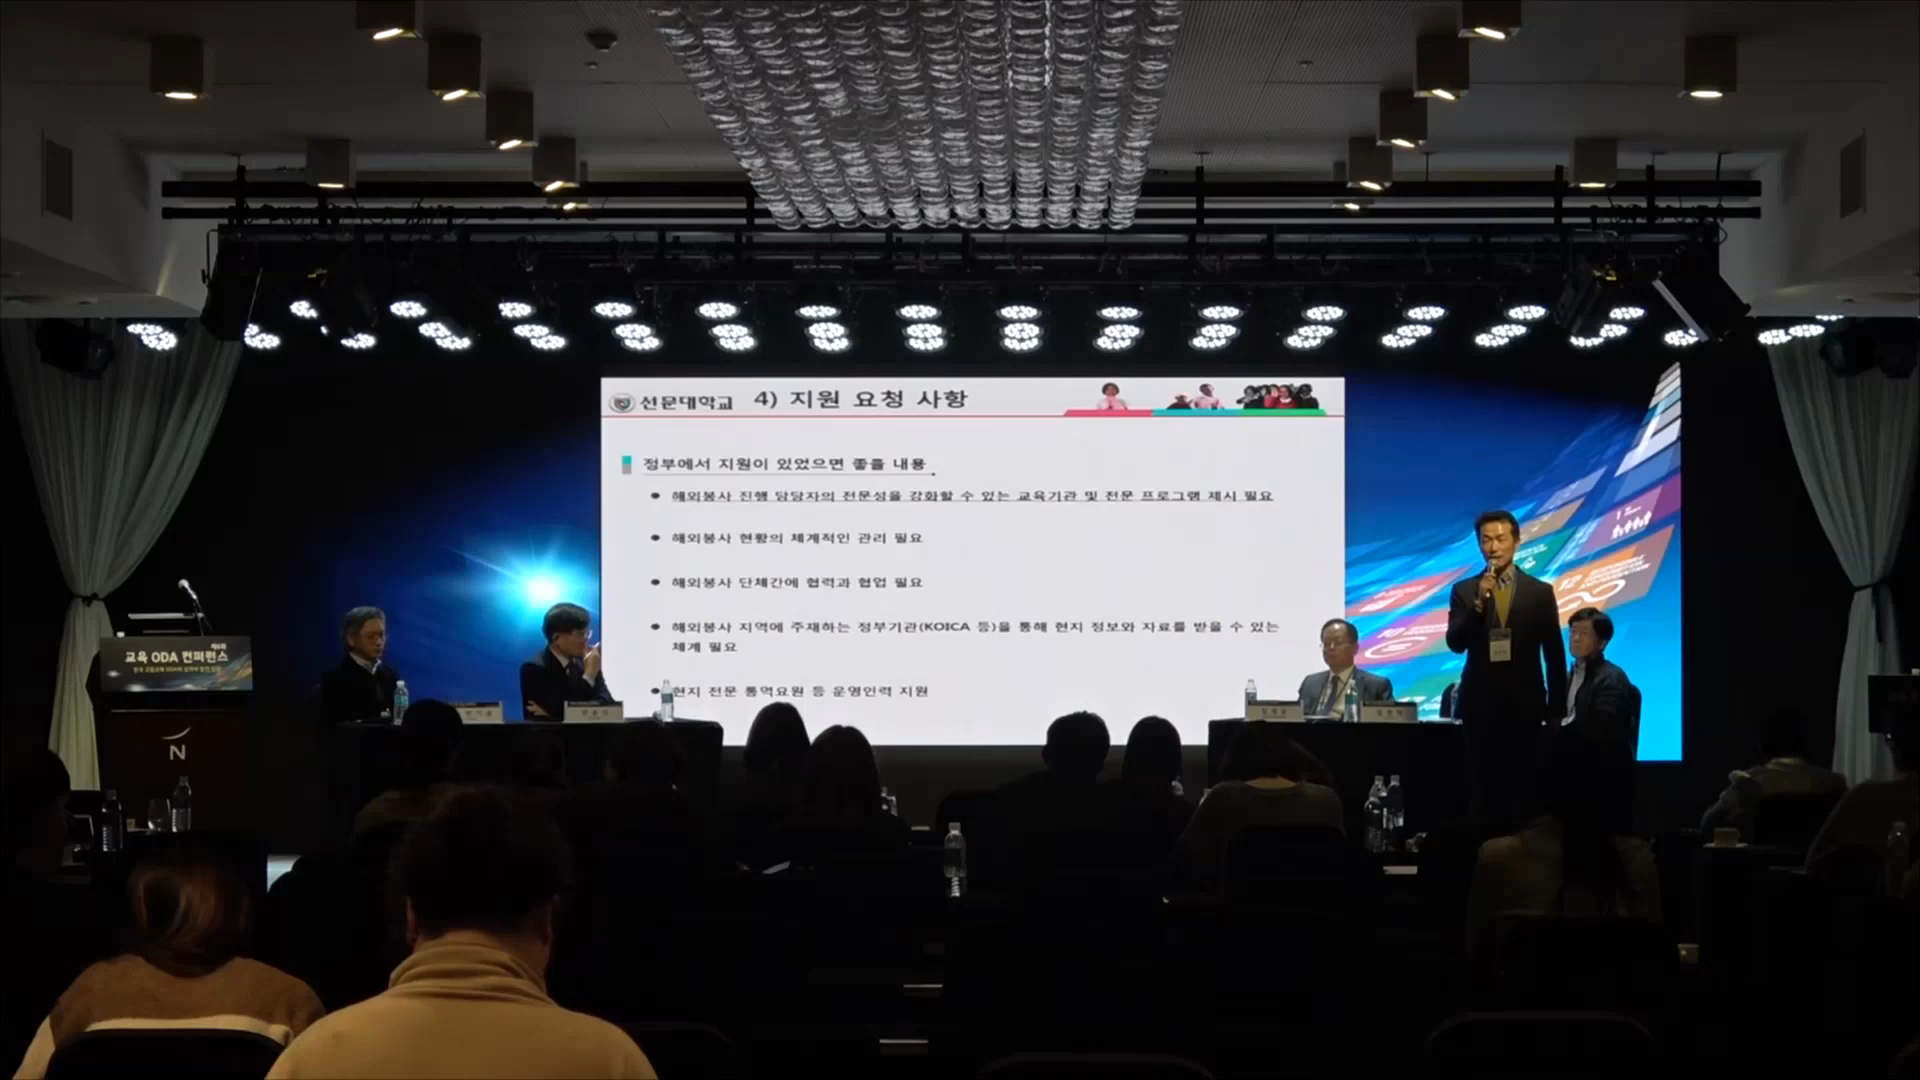 선문대학교 4) 지원 요청 사항
정부에서 지원이 있었으면 좋을 내용
해외봉사 진행 담당자의 전문성을 강화할 수 있는 교육기관 및 전문 프로그램 제시 필요
해외봉사 현황의 체계적인 관리 필요
해외봉사 단체간에 협력과 협업 필요
해외봉사 지역에 주재하는 정부기관(KOICA 등)을 통해 현지 정보와 자료를 받을 수 있는
체계 필요
현지 전문 통역요원 등 운영인력 지원
교육 ODA 컨퍼런스
N
12
10